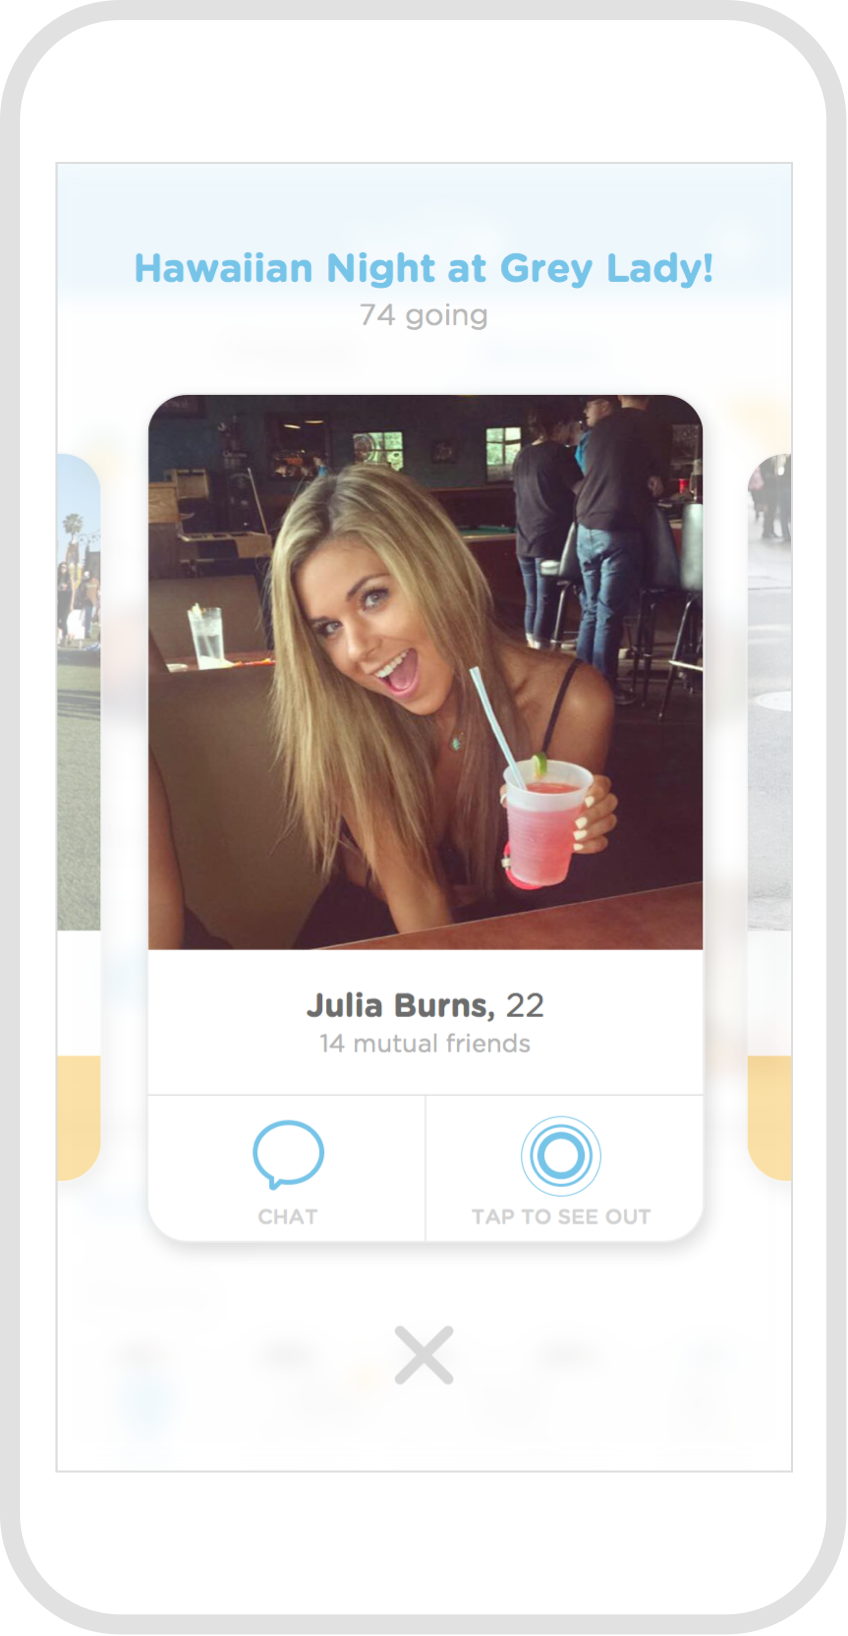 Hawaiian Night at Grey Lady!
74 going
Julia Burns, 22
14 mutual friends
CHAT
TAP TO SEE OUT